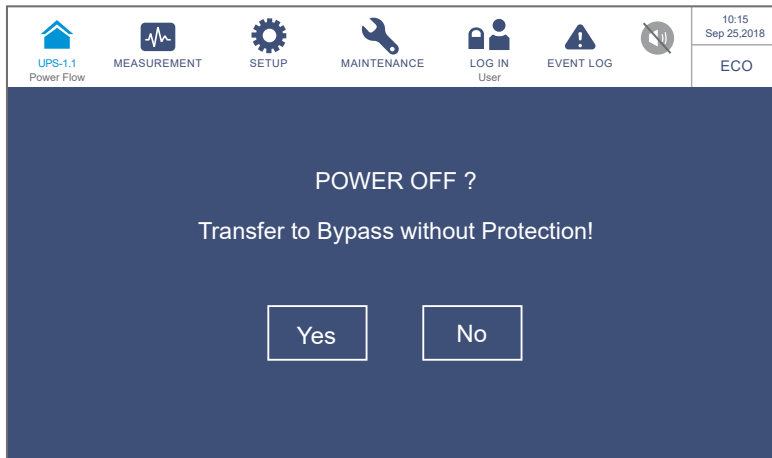 UPS-1.1
Power Flow
MEASUREMENT
SETUP
MAINTENANCE
LOG IN
User
EVENT LOG
10:15
Sep 25,2018
ECO
POWER OFF ?
Transfer to Bypass without Protection!
Yes
No